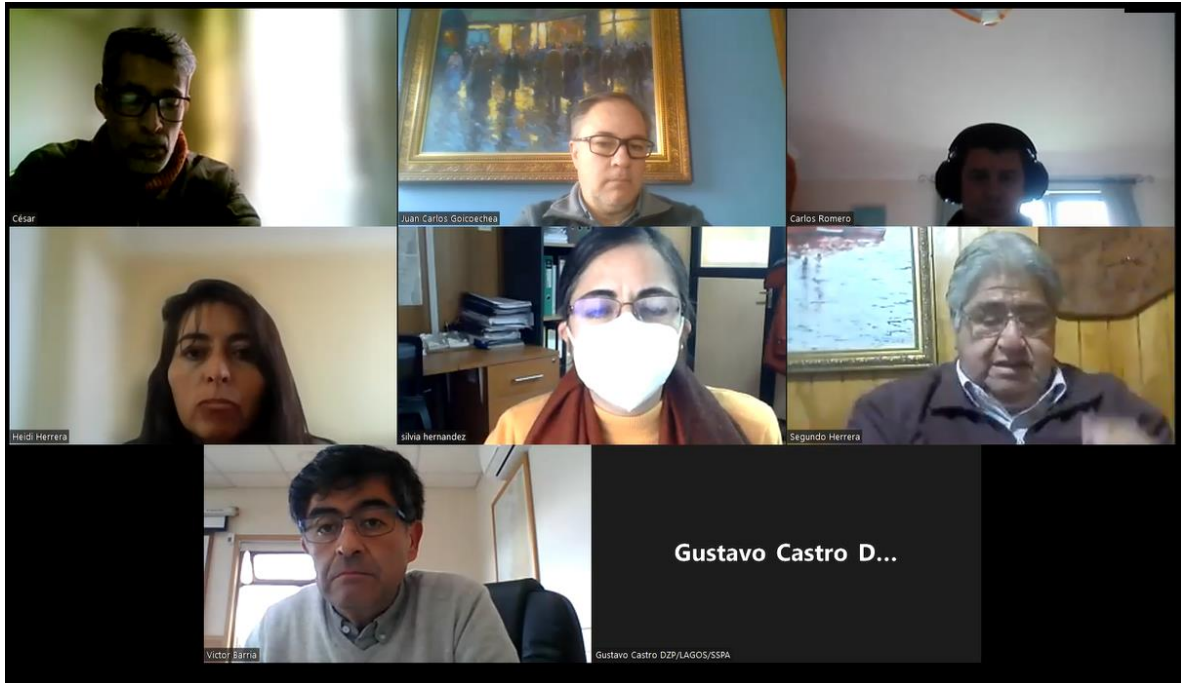 César
Juan Carlos Goicoechea
Carlos Romero
Heidi Herrera
silvia hernandez
Segundo Herrera
Victor Barria
Gustavo Castro D...
Gustavo Castro DZP/LAGOS/SSPA